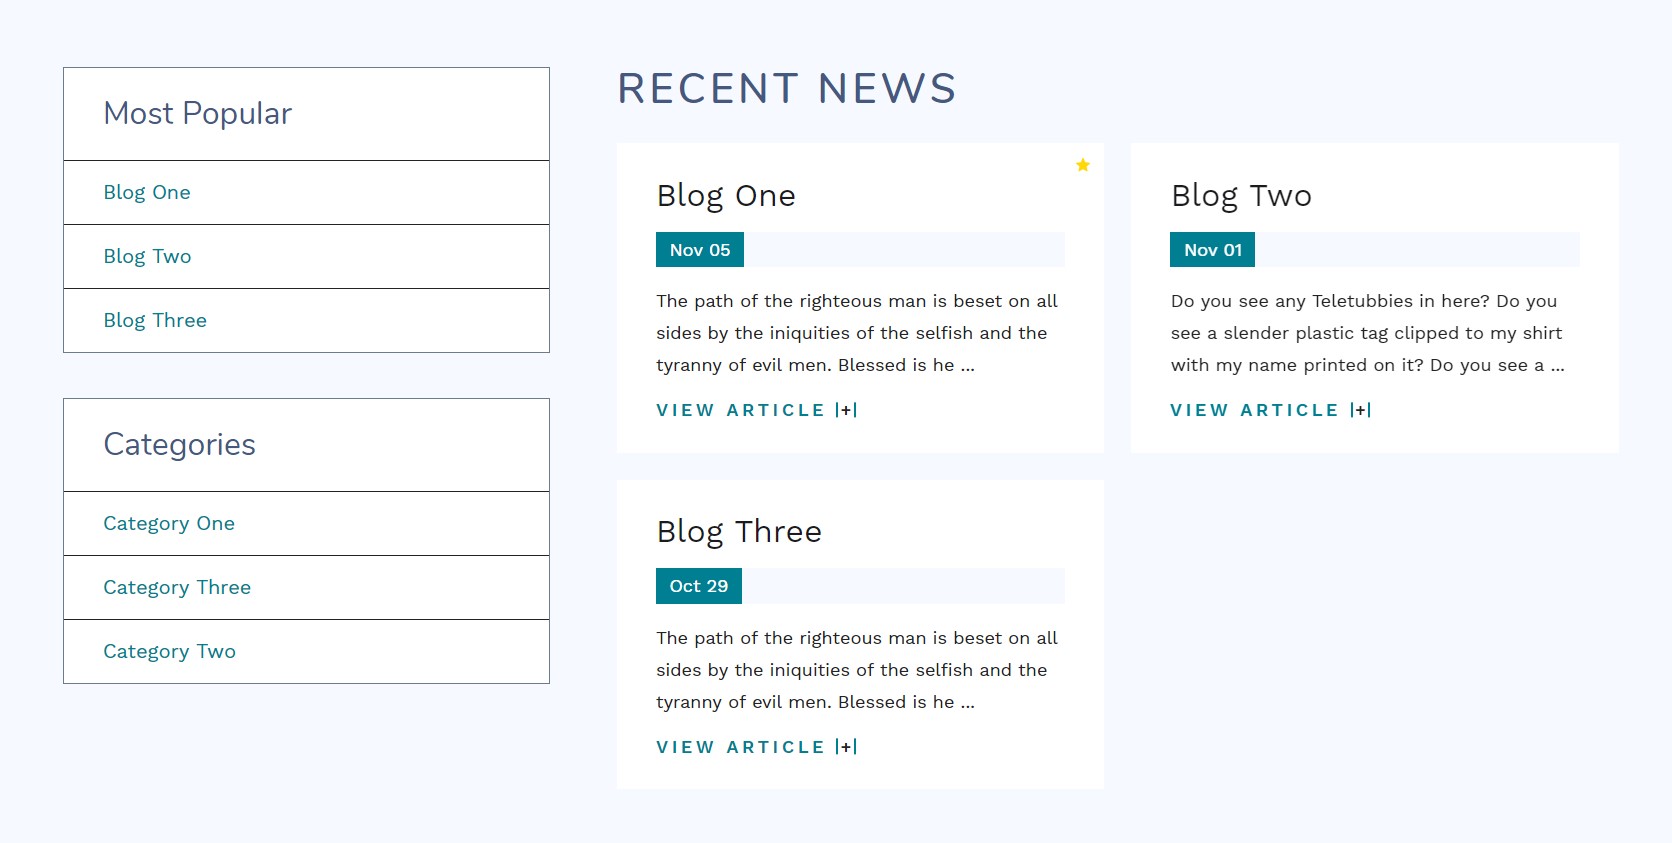 Most Popular
Blog One
Blog Two
Blog Three
Categories
Category One
Category Three
Category Two
RECENT NEWS
Blog One
Nov 05
The path of the righteous man is beset on all
sides by the iniquities of the selfish and the
tyranny of evil men. Blessed is he ...
VIEW ARTICLE |+|
Blog Two
Nov 01
Do you see any Teletubbies in here? Do you
see a slender plastic tag clipped to my shirt
with my name printed on it? Do you see a ...
VIEW ARTICLE |+|
Blog Three
Oct 29
The path of the righteous man is beset on all
sides by the iniquities of the selfish and the
tyranny of evil men. Blessed is he ...
VIEW ARTICLE |+|